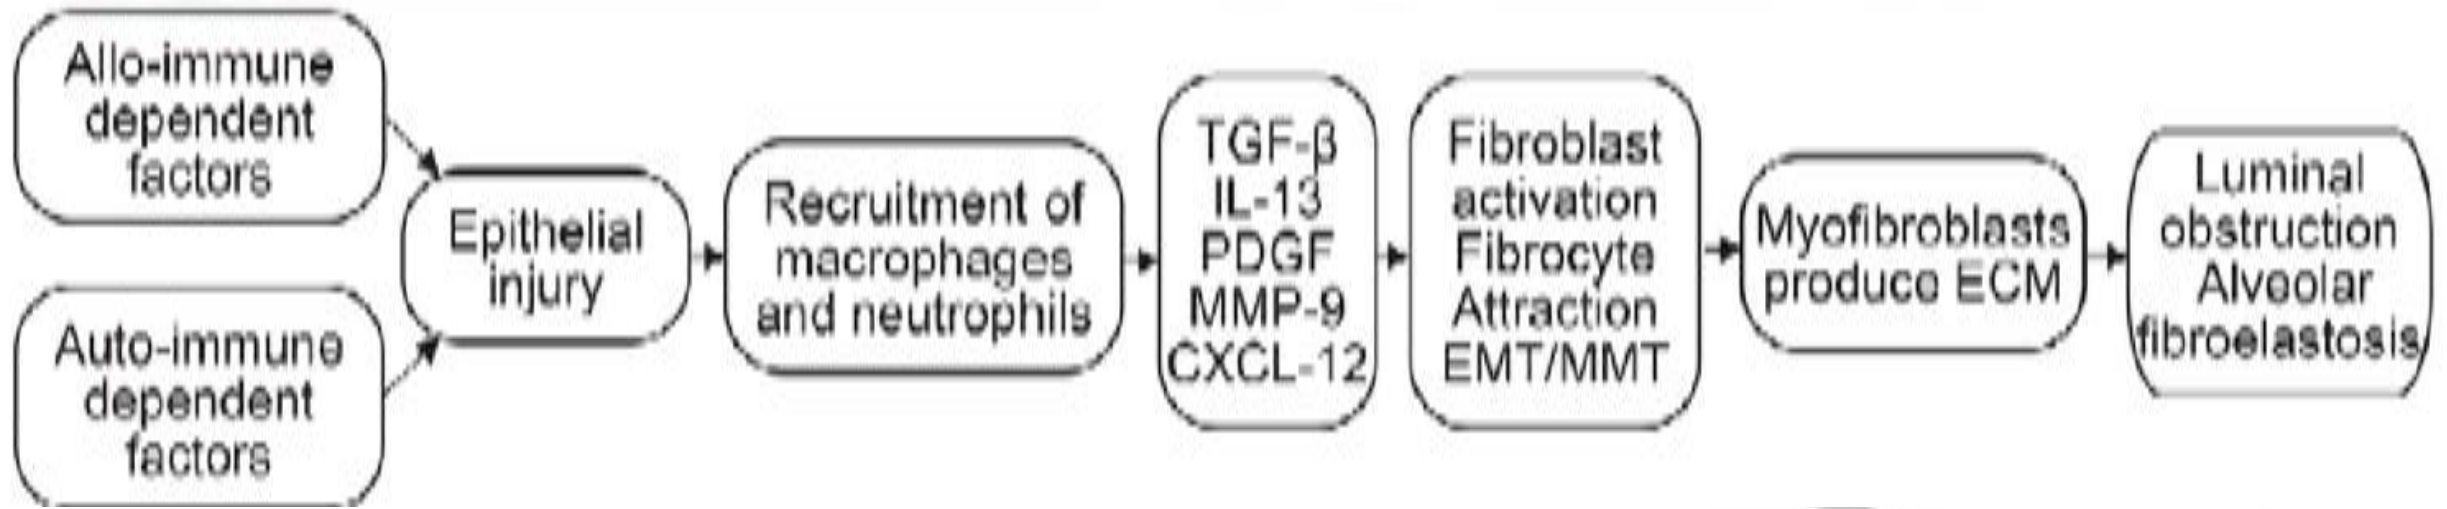 Allo-immune
dependent
factors
Auto-immune
dependent
factors
Epithelial
injury
Recruitment of
macrophages
and neutrophils
TGF-β
IL-13
PDGF
MMP-9
CXCL-12
Fibroblast
activation
Fibrocyte
Attraction
EMT/MMT
Myofibroblasts
produce ECM
Luminal
obstruction
Alveolar
fibroelastosis